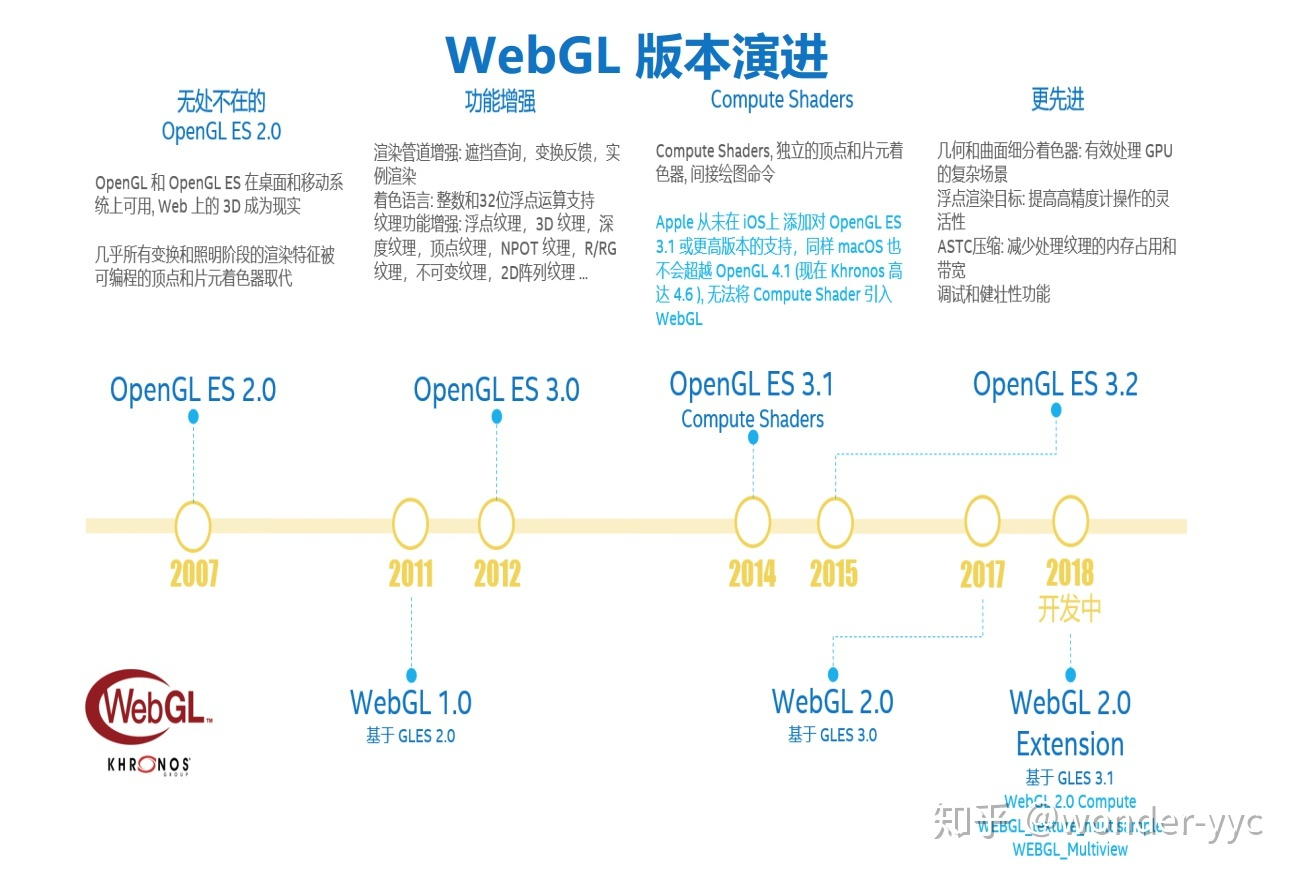 WebGL 版本演进
无处不在的
OpenGL ES 2.0
OpenGL 和 OpenGL ES 在桌面和移动系
统上可用, Web 上的 3D 成为现实
几乎所有变换和照明阶段的渲染特征被
可编程的顶点和片元着色器取代
功能增强
渲染管道增强: 遮挡查询，变换反馈，实
例渲染
着色语言: 整数和32位浮点运算支持
纹理功能增强: 浮点纹理，3D 纹理，深
度纹理，顶点纹理，NPOT 纹理，R/RG
纹理，不可变纹理，2D阵列纹理 ...
Compute Shaders
Compute Shaders, 独立的顶点和片元着
色器, 间接绘图命令
Apple 从未在 iOS上 添加对 OpenGL ES
3.1 或更高版本的支持，同样 macOS 也
不会超越 OpenGL 4.1 (现在 Khronos 高
达 4.6 ), 无法将 Compute Shader 引入
WebGL
更先进
几何和曲面细分着色器: 有效处理 GPU
的复杂场景
浮点渲染目标: 提高高精度计操作的灵
活性
ASTC压缩: 减少处理纹理的内存占用和
带宽
调试和健壮性功能
OpenGL ES 2.0
OpenGL ES 3.0
OpenGL ES 3.1
Compute Shaders
OpenGL ES 3.2
2007
2011
2012
2014
2015
2017
2018
开发中
WebGL™
KHRONOS
GROUP
WebGL 1.0
基于 GLES 2.0
WebGL 2.0
基于 GLES 3.0
WebGL 2.0
Extension
基于 GLES 3.1
WebGL 2.0 Compute
WEBGL_Multiview
知乎 @wonder-yyc